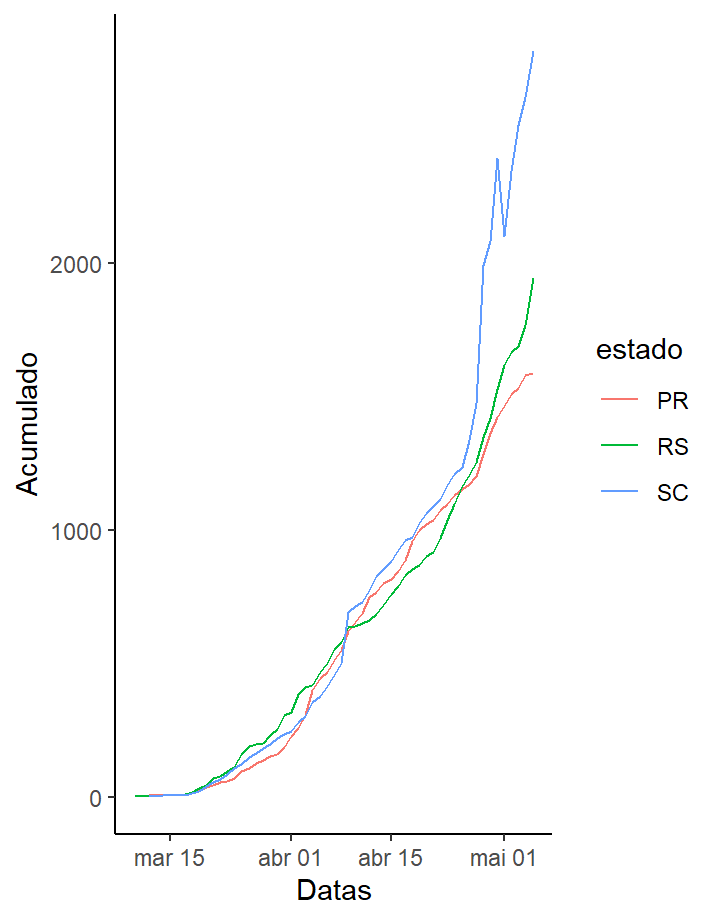 Acumulado
2000
1000
0
mar 15
abr 01
abr 15
mai 01
Datas
estado
PR
RS
SC